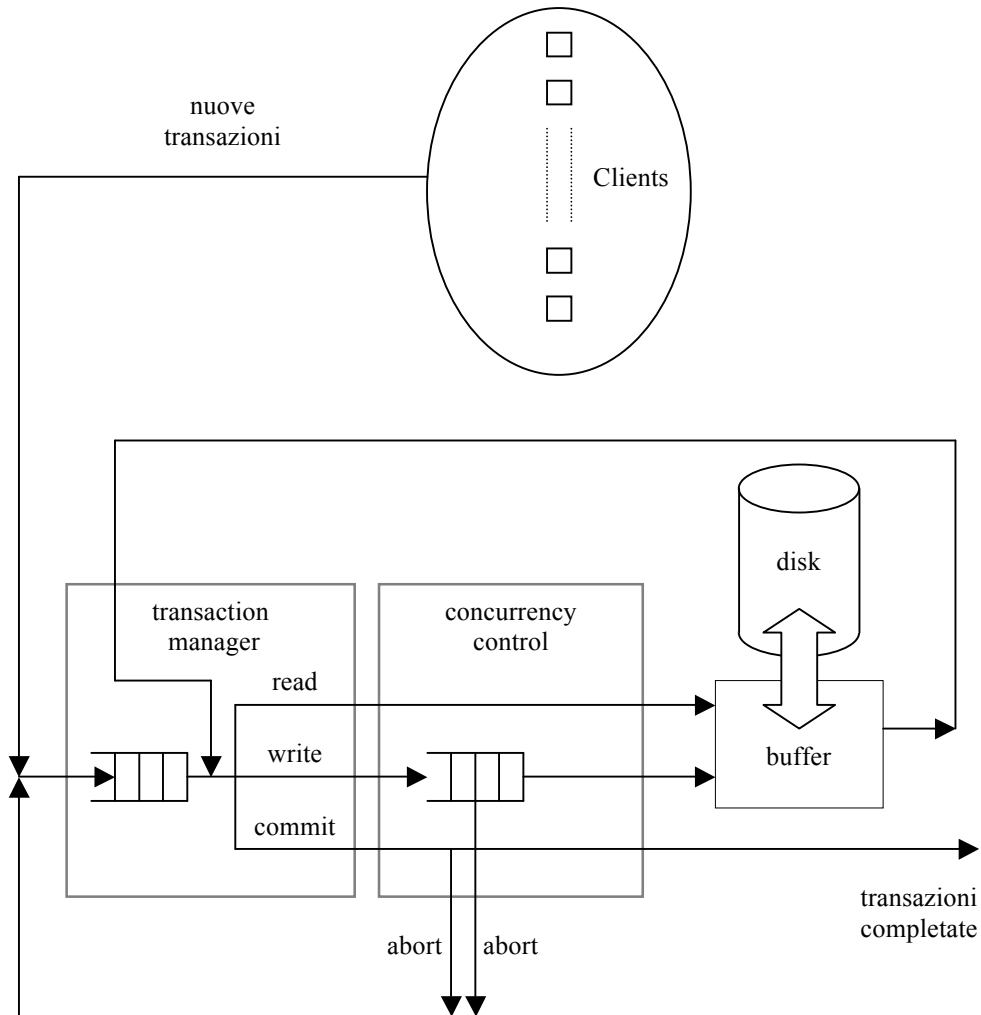 nuove
transazioni
Clients
disk
transaction
manager
concurrency
control
read
write
buffer
commit
transazioni
completate
abort
abort